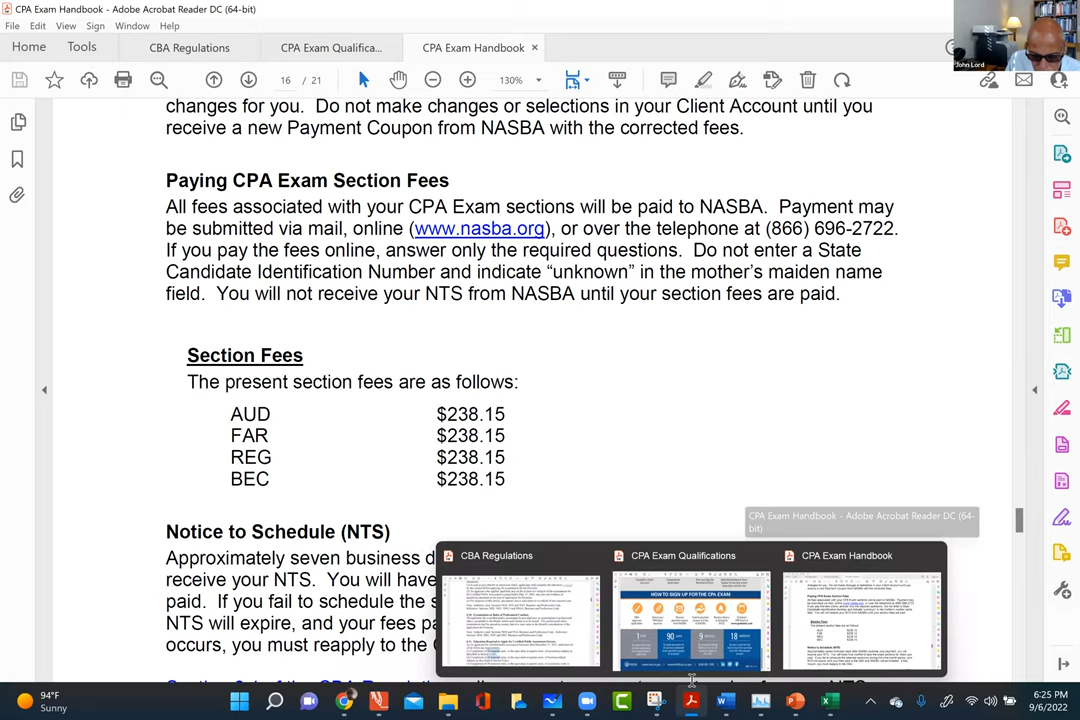 CPA Exam Handbook - Adobe Acrobat Reader DC (64-bit)
File Edit View Sign Window Help
Home Tools CBA Regulations CPA Exam Qualifica... CPA Exam Handbook ×
John Lord
16 / 21 130%
changes for you. Do not make changes or selections in your Client Account until you
receive a new Payment Coupon from NASBA with the corrected fees.
Paying CPA Exam Section Fees
All fees associated with your CPA Exam sections will be paid to NASBA. Payment may
be submitted via mail, online (www.nasba.org), or over the telephone at (866) 696-2722.
If you pay the fees online, answer only the required questions. Do not enter a State
Candidate Identification Number and indicate “unknown” in the mother’s maiden name
field. You will not receive your NTS from NASBA until your section fees are paid.
Section Fees
The present section fees are as follows:
AUD $238.15
FAR $238.15
REG $238.15
BEC $238.15
CPA Exam Handbook - Adobe Acrobat Reader DC (64-
bit)
Notice to Schedule (NTS)
Approximately seven business d
receive your NTS. You will have
paid. If you fail to schedule the s
NTS will expire, and your fees pa
occurs, you must reapply to the
CBA Regulations CPA Exam Qualifications CPA Exam Handbook
HOW TO SIGN UP FOR THE CPA EXAM
94°F
Sunny
6:25 PM
9/6/2022